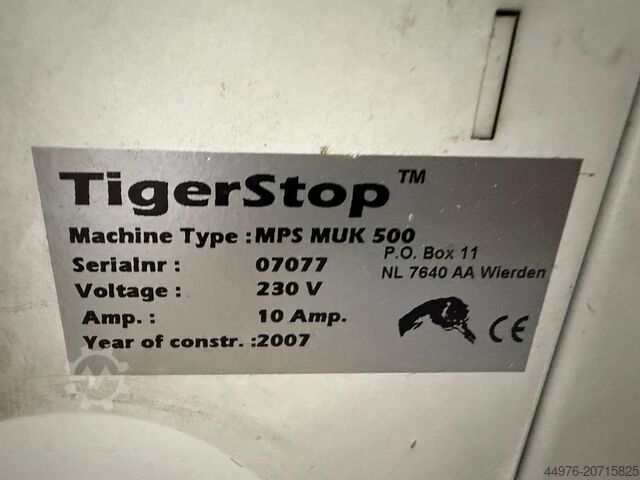 TigerStop™
Machine Type : MPS MUK 500
P.O. Box 11
Serialnr : 07077
NL 7640 AA Wierden
Voltage : 230 V
Amp. : 10 Amp.
CE
Year of constr. :2007
44976-20715825